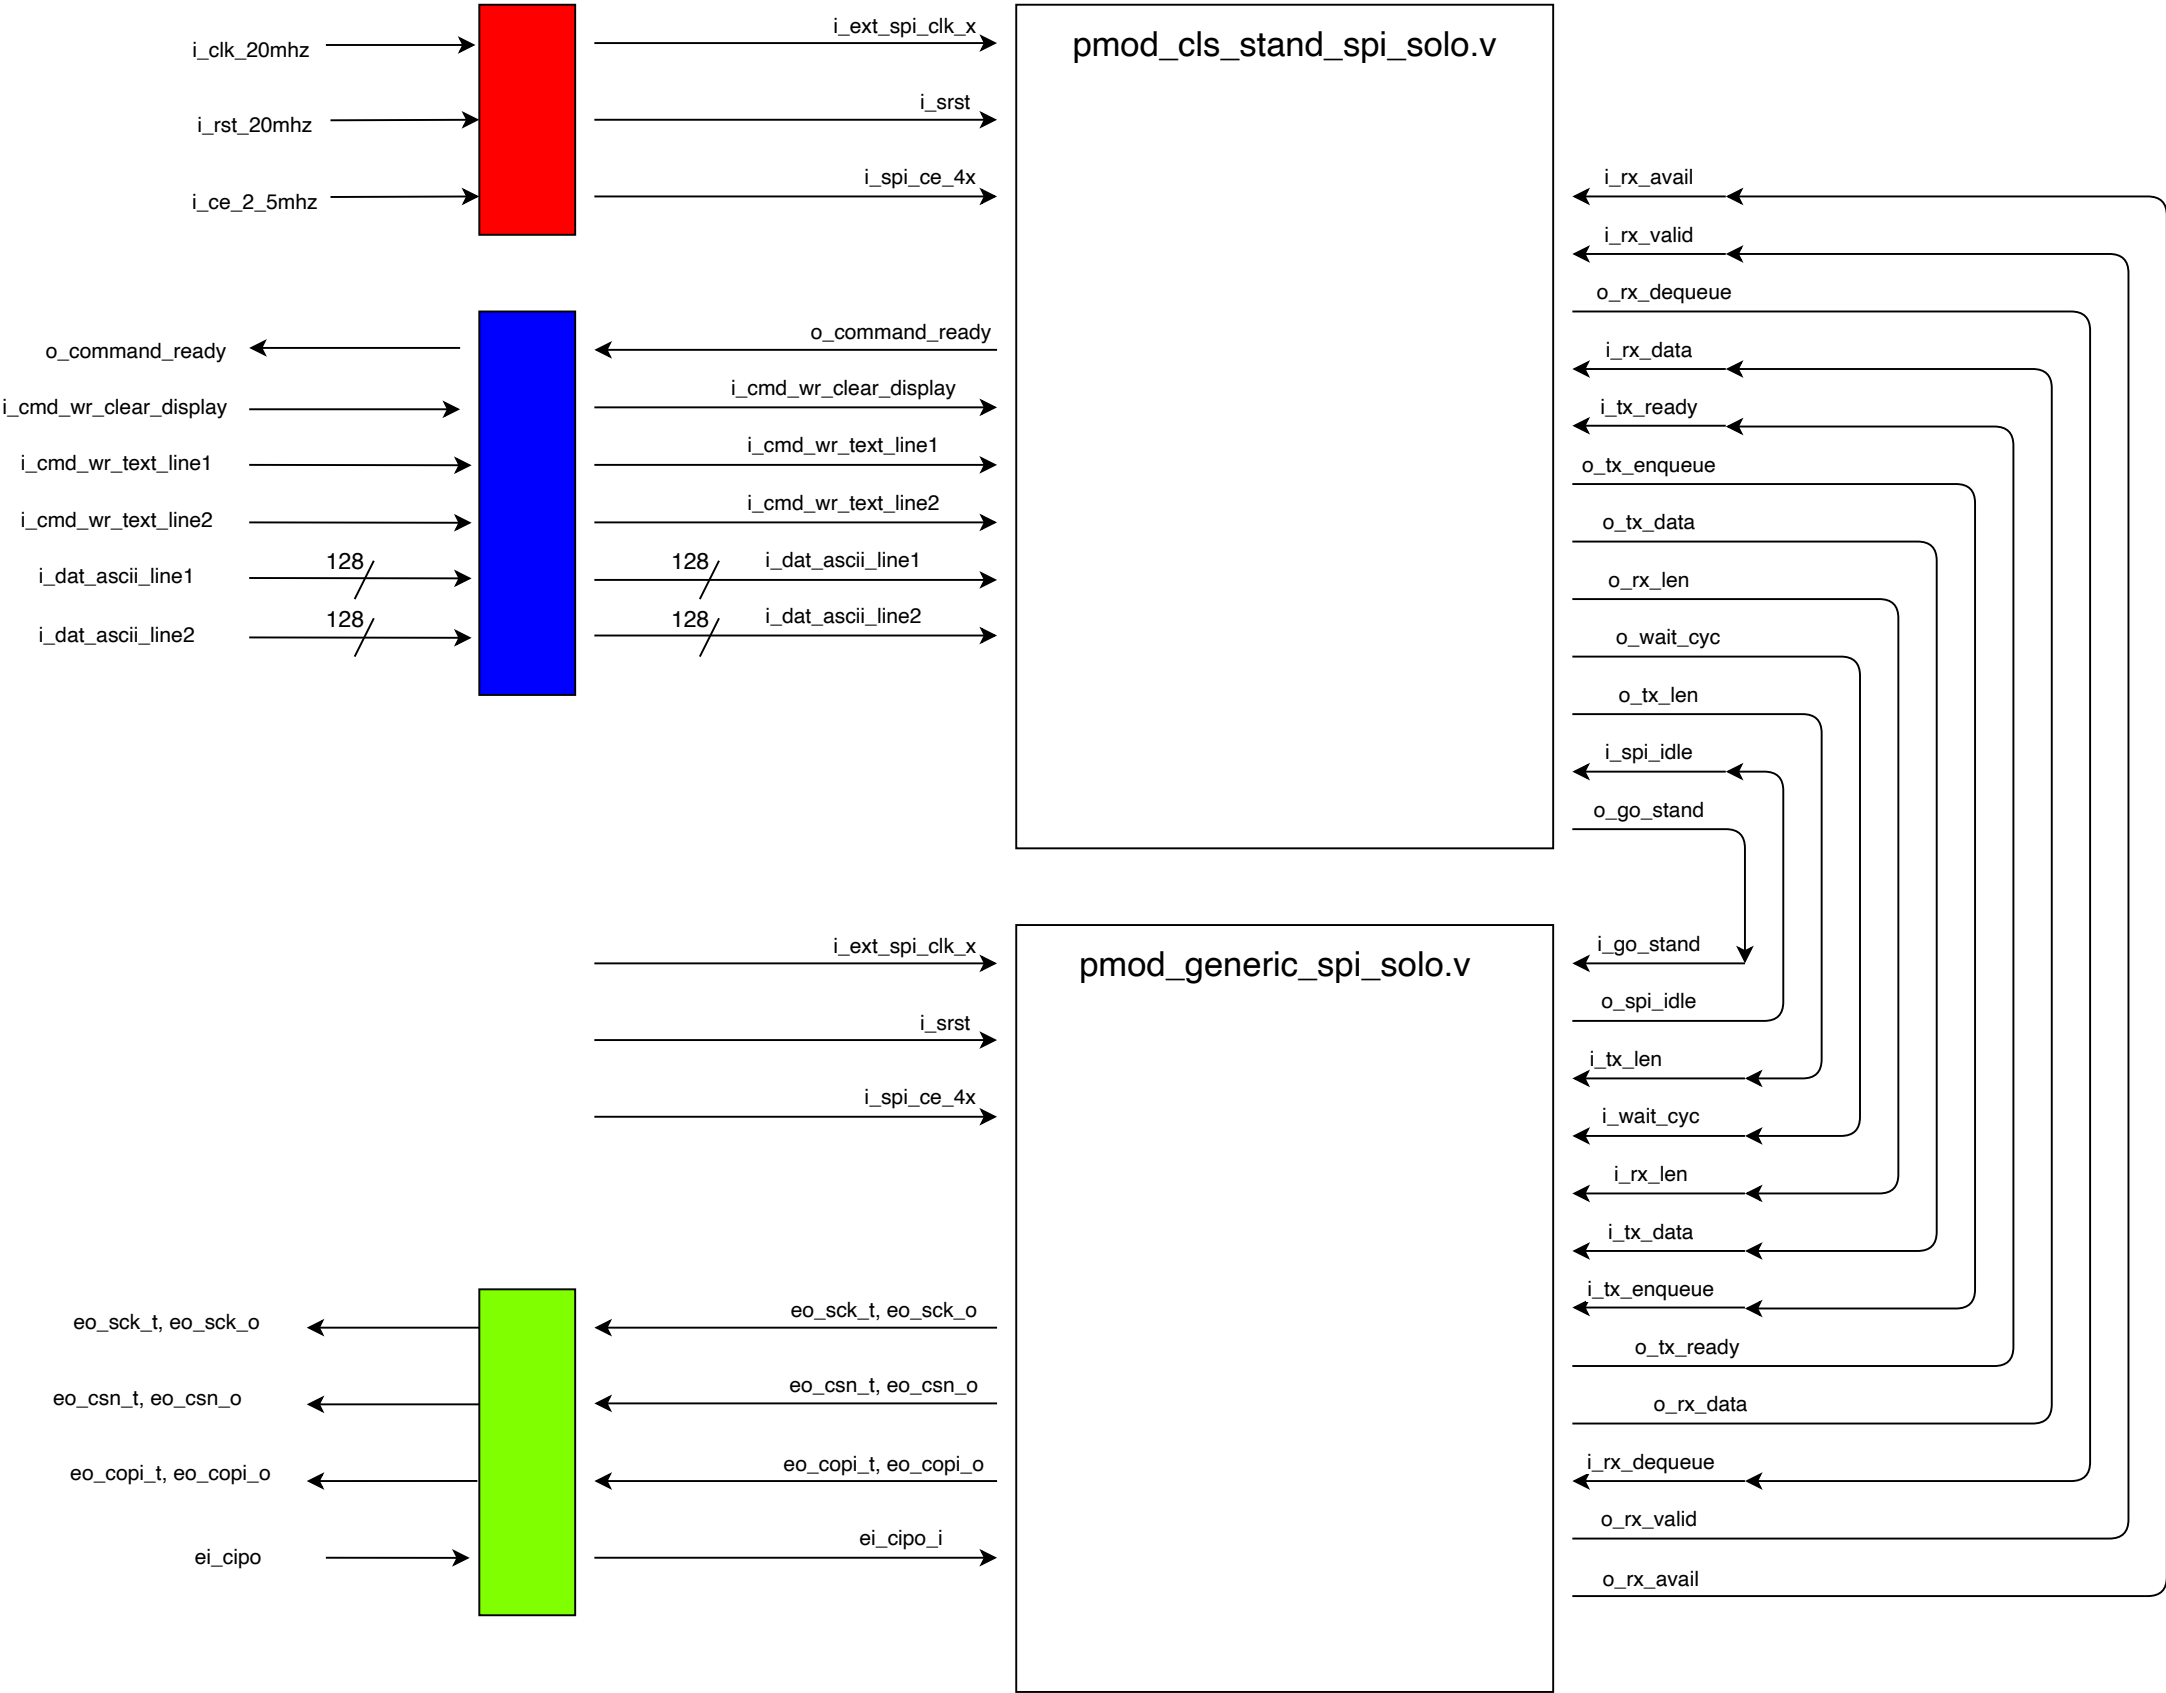 i_clk_20mhz
i_rst_20mhz
i_ce_2_5mhz
i_ext_spi_clk_x
i_srst
i_spi_ce_4x
pmod_cls_stand_spi_solo.v
o_command_ready
i_cmd_wr_clear_display
i_cmd_wr_text_line1
i_cmd_wr_text_line2
i_dat_ascii_line1
128
i_dat_ascii_line2
128
o_command_ready
i_cmd_wr_clear_display
i_cmd_wr_text_line1
i_cmd_wr_text_line2
128
i_dat_ascii_line1
128
i_dat_ascii_line2
i_rx_avail
i_rx_valid
o_rx_dequeue
i_rx_data
i_tx_ready
o_tx_enqueue
o_tx_data
o_rx_len
o_wait_cyc
o_tx_len
i_spi_idle
o_go_stand
i_ext_spi_clk_x
i_srst
i_spi_ce_4x
pmod_generic_spi_solo.v
i_go_stand
o_spi_idle
i_tx_len
i_wait_cyc
i_rx_len
i_tx_data
i_tx_enqueue
o_tx_ready
o_rx_data
i_rx_dequeue
o_rx_valid
o_rx_avail
eo_sck_t, eo_sck_o
eo_csn_t, eo_csn_o
eo_copi_t, eo_copi_o
ei_cipo
eo_sck_t, eo_sck_o
eo_csn_t, eo_csn_o
eo_copi_t, eo_copi_o
ei_cipo_i